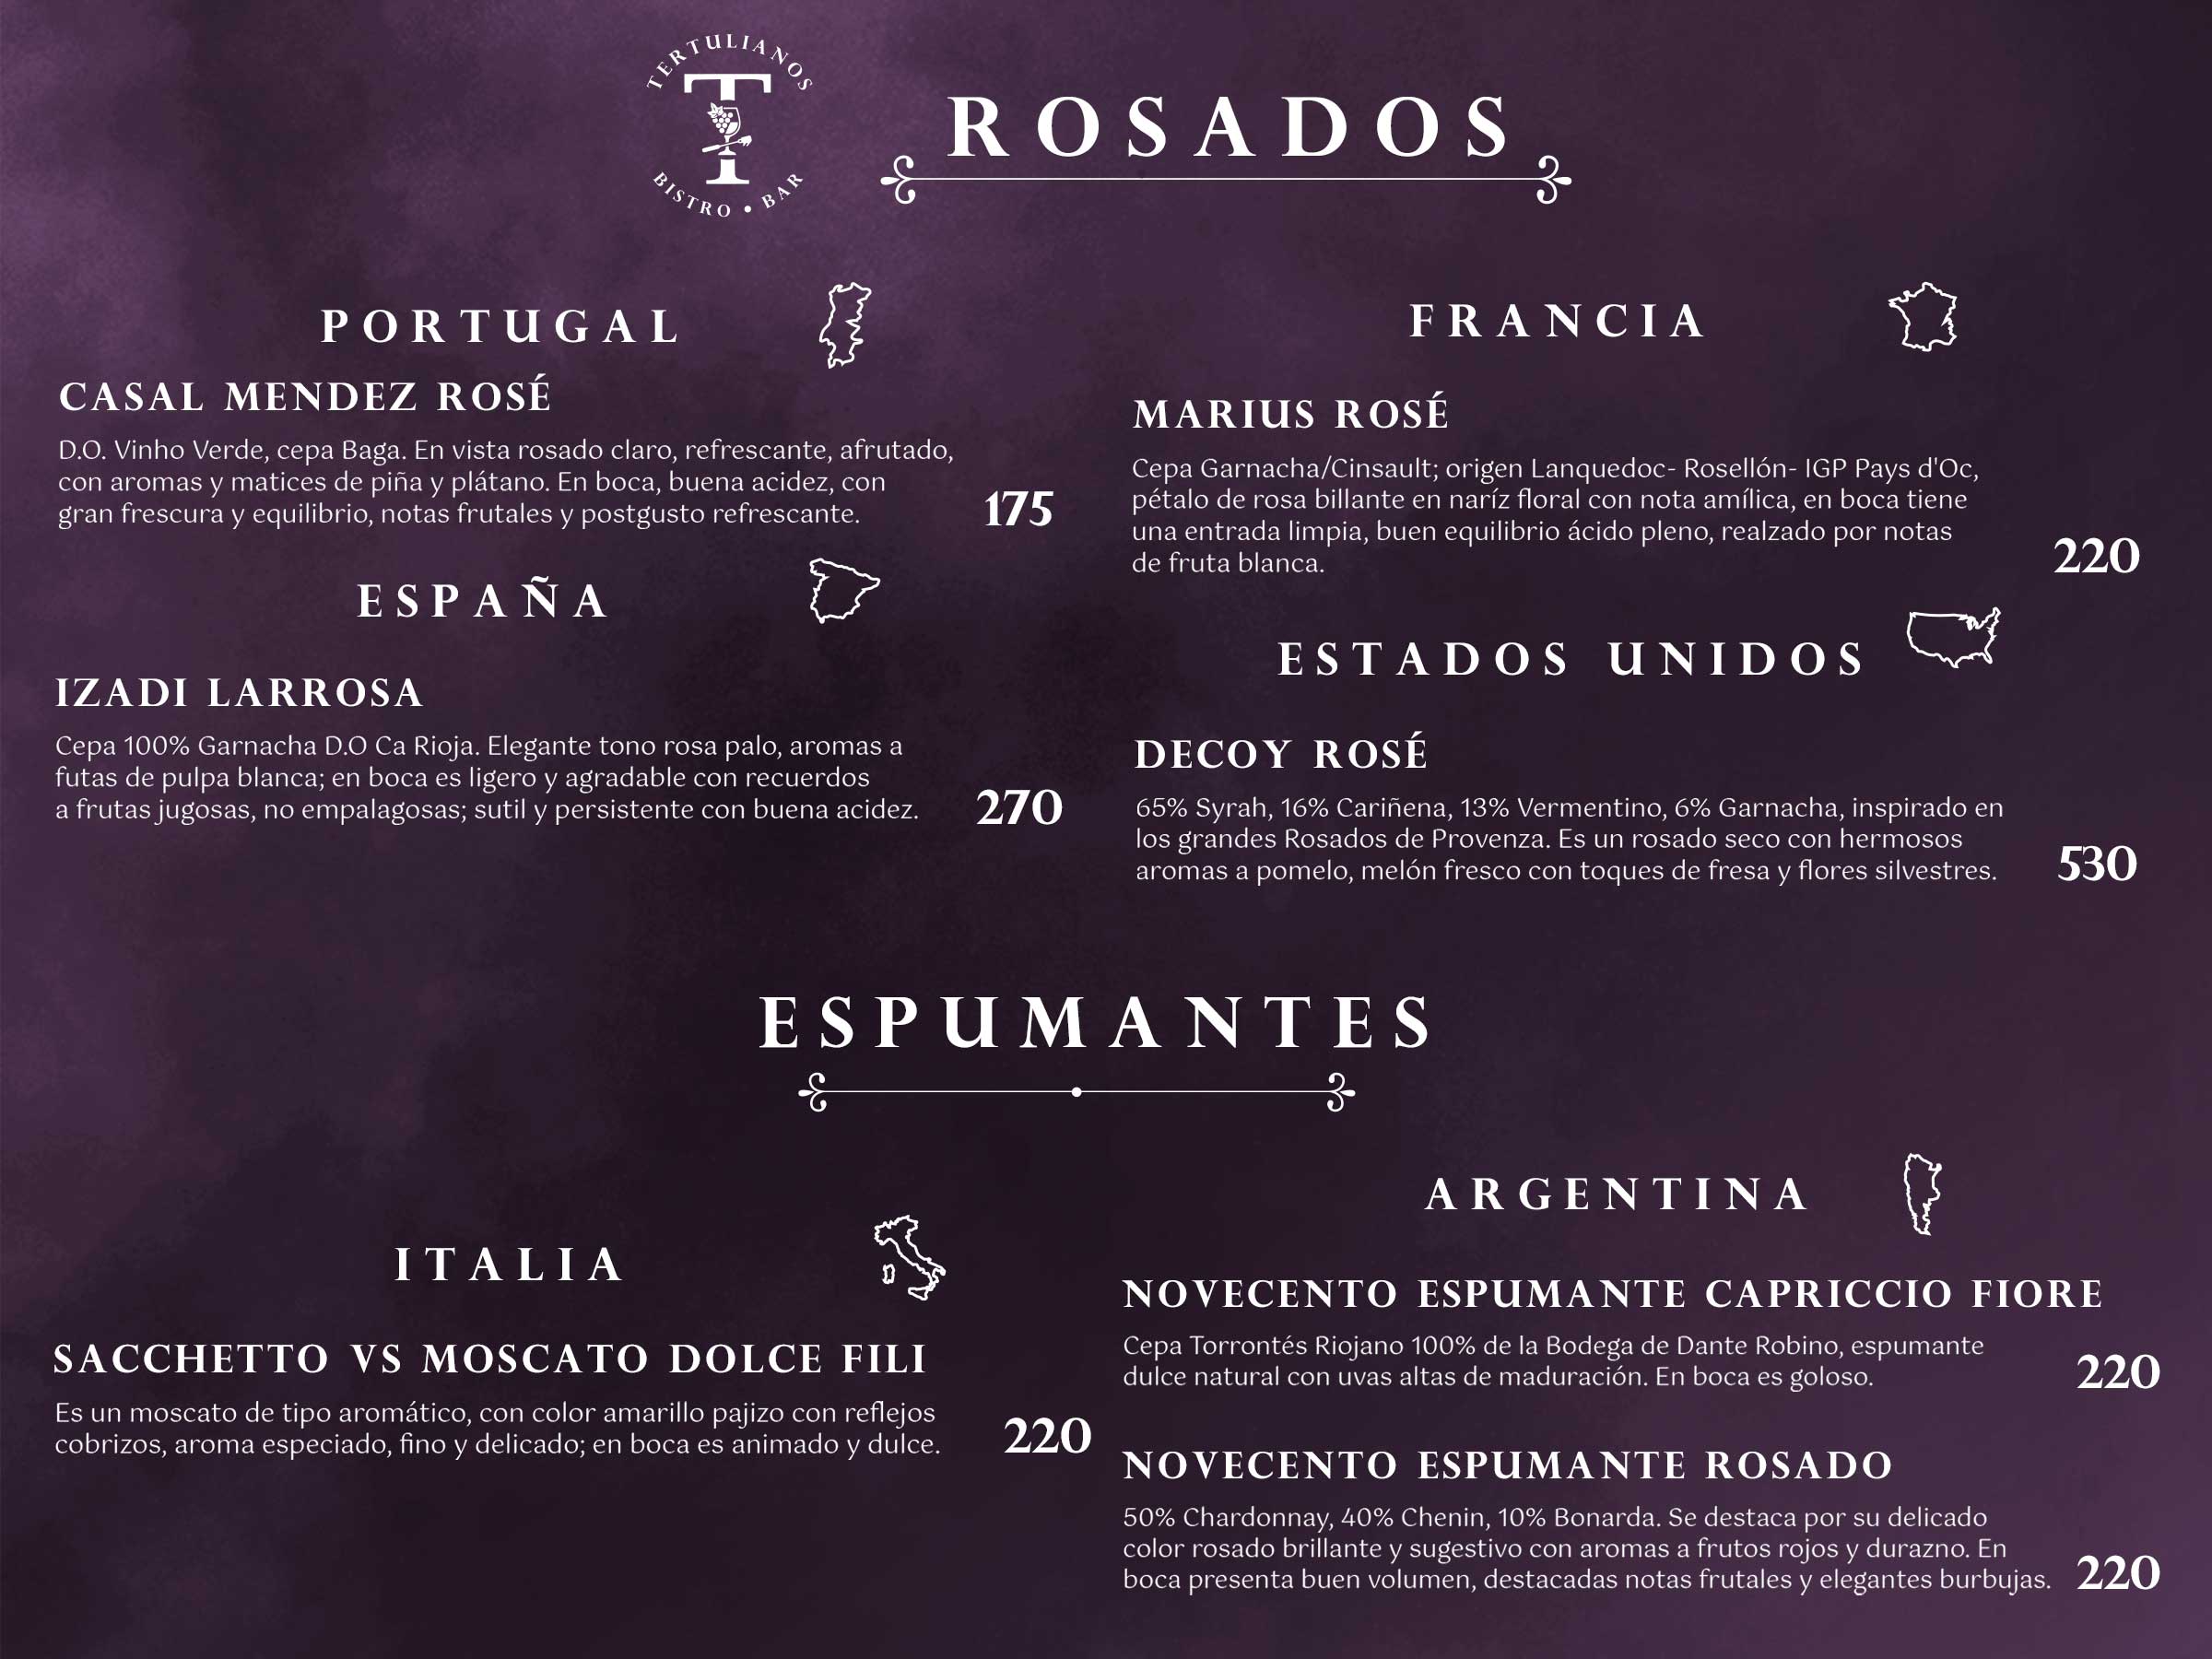 TERTULIANOS
T
BISTRO • BAR
ROSADOS
PORTUGAL
CASAL MENDEZ ROSÉ
D.O. Vinho Verde, cepa Baga. En vista rosado claro, refrescante, afrutado,
con aromas y matices de piña y plátano. En boca, buena acidez, con
gran frescura y equilibrio, notas frutales y postgusto refrescante.
175
ESPAÑA
IZADI LARROSA
Cepa 100% Garnacha D.O Ca Rioja. Elegante tono rosa palo, aromas a
futas de pulpa blanca; en boca es ligero y agradable con recuerdos
a frutas jugosas, no empalagosas; sutil y persistente con buena acidez.
270
FRANCIA
MARIUS ROSÉ
Cepa Garnacha/Cinsault; origen Lanquedoc- Rosellón- IGP Pays d'Oc,
pétalo de rosa billante en naríz floral con nota amílica, en boca tiene
una entrada limpia, buen equilibrio ácido pleno, realzado por notas
de fruta blanca.
220
ESTADOS UNIDOS
DECOY ROSÉ
65% Syrah, 16% Cariñena, 13% Vermentino, 6% Garnacha, inspirado en
los grandes Rosados de Provenza. Es un rosado seco con hermosos
aromas a pomelo, melón fresco con toques de fresa y flores silvestres.
530
ESPUMANTES
ITALIA
SACCHETTO VS MOSCATO DOLCE FILI
Es un moscato de tipo aromático, con color amarillo pajizo con reflejos
cobrizos, aroma especiado, fino y delicado; en boca es animado y dulce.
220
ARGENTINA
NOVECENTO ESPUMANTE CAPRICCIO FIORE
Cepa Torrontés Riojano 100% de la Bodega de Dante Robino, espumante
dulce natural con uvas altas de maduración. En boca es goloso.
220
NOVECENTO ESPUMANTE ROSADO
50% Chardonnay, 40% Chenin, 10% Bonarda. Se destaca por su delicado
color rosado brillante y sugestivo con aromas a frutos rojos y durazno. En
boca presenta buen volumen, destacadas notas frutales y elegantes burbujas.
220